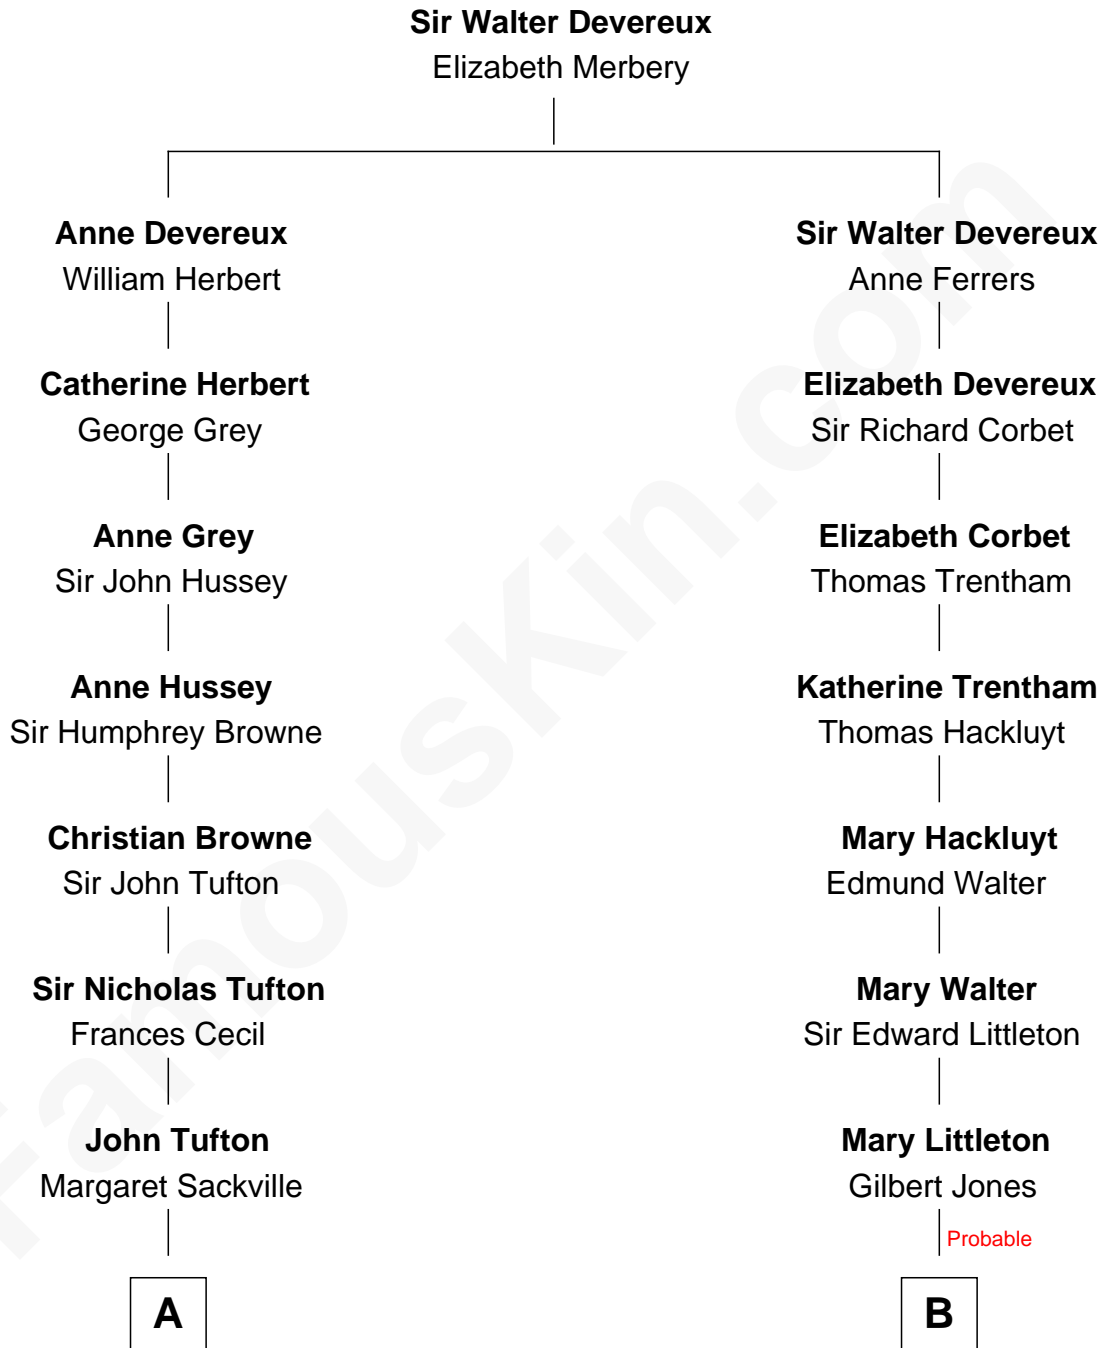 Sir Walter Devereux
Elizabeth Merbery
Anne Devereux
William Herbert
Sir Walter Devereux
Anne Ferrers
Catherine Herbert
George Grey
Elizabeth Devereux
Sir Richard Corbet
Anne Grey
Sir John Hussey
Elizabeth Corbet
Thomas Trentham
Anne Hussey
Sir Humphrey Browne
Katherine Trentham
Thomas Hackluyt
Christian Browne
Sir John Tufton
Mary Hackluyt
Edmund Walter
Sir Nicholas Tufton
Frances Cecil
Mary Walter
Sir Edward Littleton
John Tufton
Margaret Sackville
Mary Littleton
Gilbert Jones
Probable
A
B
FamousKin.com